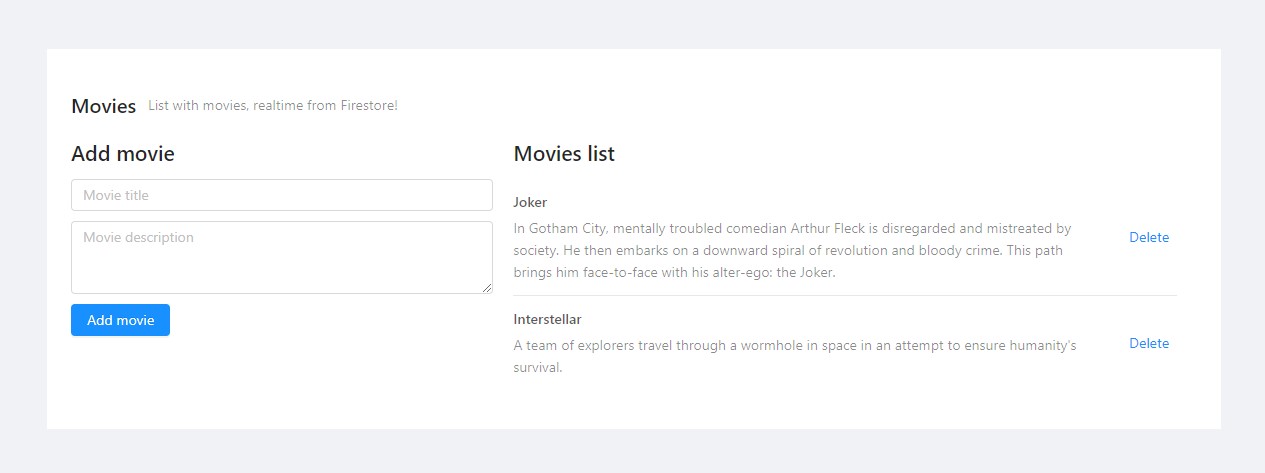 Movies List with movies, realtime from Firestore!
Add movie
Movie title
Movie description
Add movie
Movies list
Joker
In Gotham City, mentally troubled comedian Arthur Fleck is disregarded and mistreated by
society. He then embarks on a downward spiral of revolution and bloody crime. This path
brings him face-to-face with his alter-ego: the Joker.
Delete
Interstellar
A team of explorers travel through a wormhole in space in an attempt to ensure humanity's
survival.
Delete